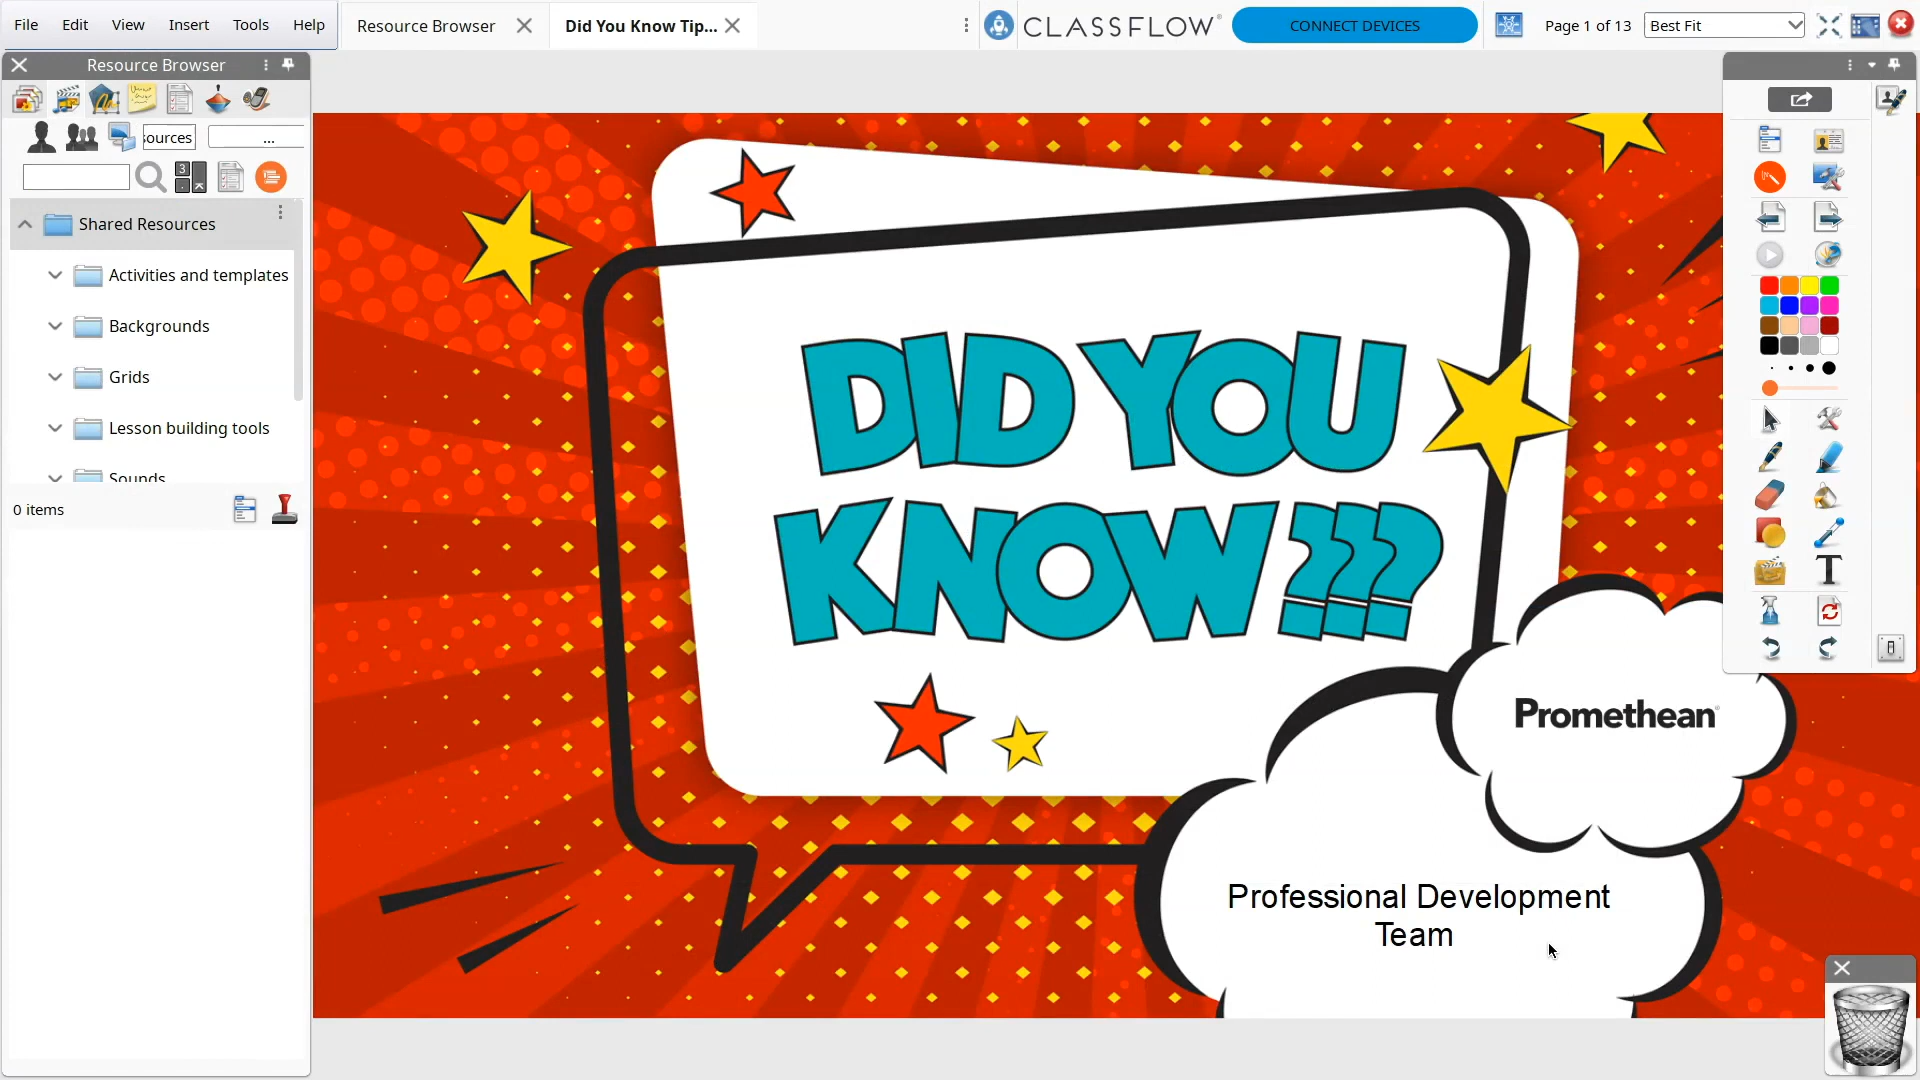 File Edit View Insert Tools Help
Resource Browser
Did You Know Tip...
CLASSFLOW
CONNECT DEVICES
Page 1 of 13
Best Fit
Resource Browser
sources
...
3
Shared Resources
Activities and templates
Backgrounds
Grids
Lesson building tools
Sounds
0 items
DID YOU
KNOW???
Promethean
Professional Development
Team
T